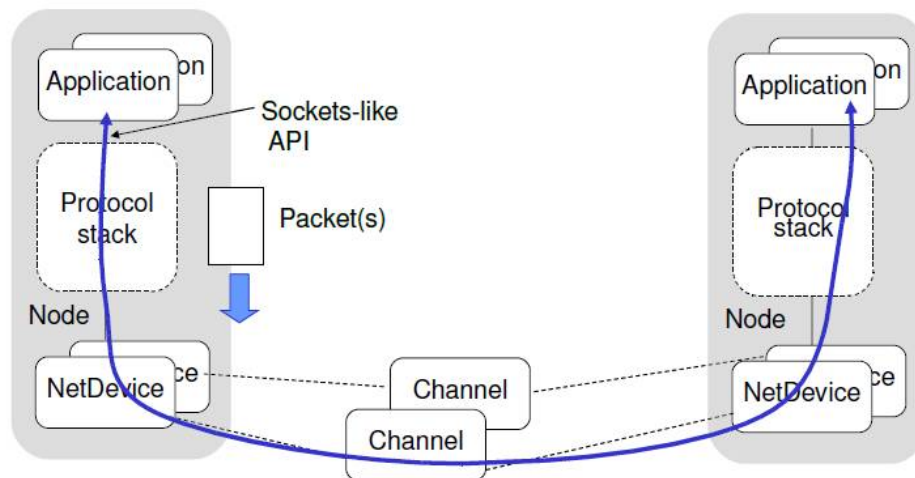 Application
Sockets-like
API
Protocol
stack
Packet(s)
Node
NetDevice
Channel
Channel
Application
Protocol
stack
Node
NetDevice